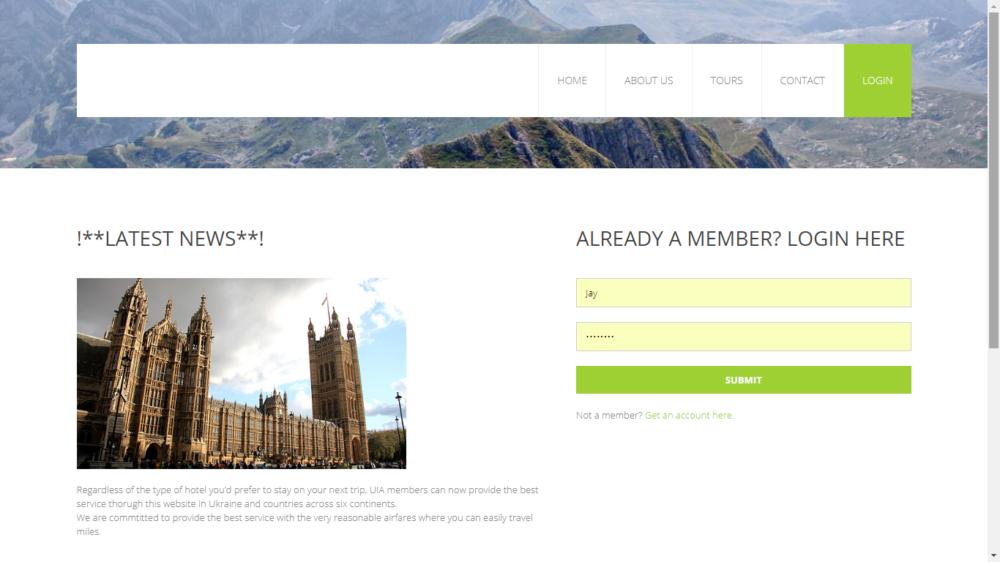 HOME
ABOUT US
TOURS
CONTACT
LOGIN
!**LATEST NEWS**!
Regardless of the type of hotel you’d prefer to stay on your next trip, UIA members can now provide the best
service thorugh this website in Ukraine and countries across six continents.
We are commtitted to provide the best service with the very reasonable airfares where you can easily travel
miles.
ALREADY A MEMBER? LOGIN HERE
Jay
........
SUBMIT
Not a member? Get an account here.